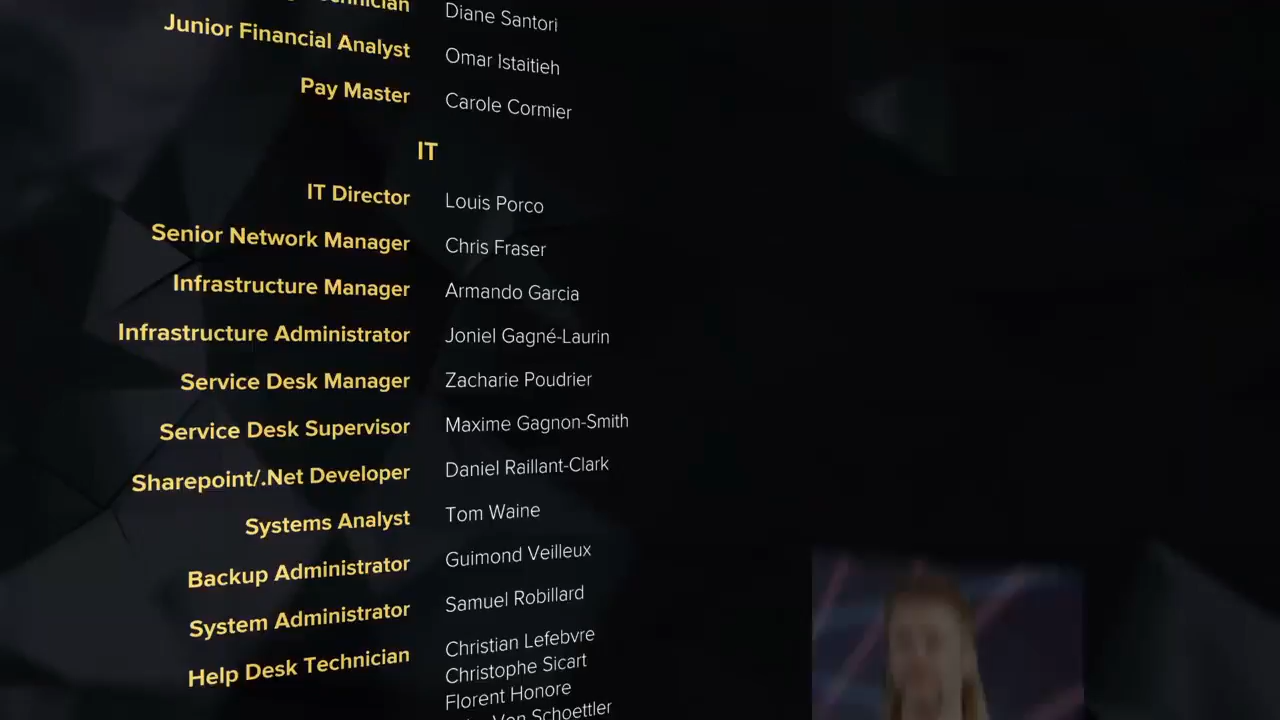 Diane Santori
Junior Financial Analyst Omar Istaitieh
Pay Master Carole Cormier
IT
IT Director Louis Porco
Senior Network Manager Chris Fraser
Infrastructure Manager Armando Garcia
Infrastructure Administrator Joniel Gagné-Laurin
Service Desk Manager Zacharie Poudrier
Service Desk Supervisor Maxime Gagnon-Smith
Sharepoint/.Net Developer Daniel Raillant-Clark
Systems Analyst Tom Waine
Backup Administrator Guimond Veilleux
System Administrator Samuel Robillard
Help Desk Technician Christian Lefebvre
Christophe Sicart
Florent Honore
Von Schoettler